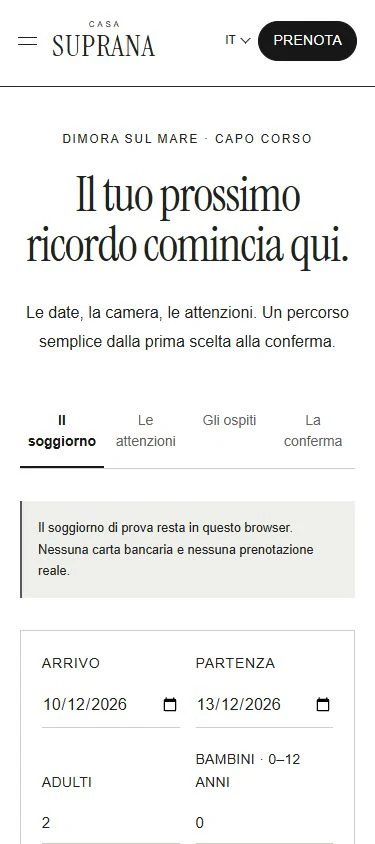 CASA
SUPRANA
IT
PRENOTA
DIMORA SUL MARE · CAPO CORSO
Il tuo prossimo
ricordo comincia qui.
Le date, la camera, le attenzioni. Un percorso
semplice dalla prima scelta alla conferma.
Il
soggiorno
Le
attenzioni
Gli ospiti
La
conferma
Il soggiorno di prova resta in questo browser.
Nessuna carta bancaria e nessuna prenotazione
reale.
ARRIVO
PARTENZA
10/12/2026
13/12/2026
ADULTI
BAMBINI · 0–12
ANNI
2
0